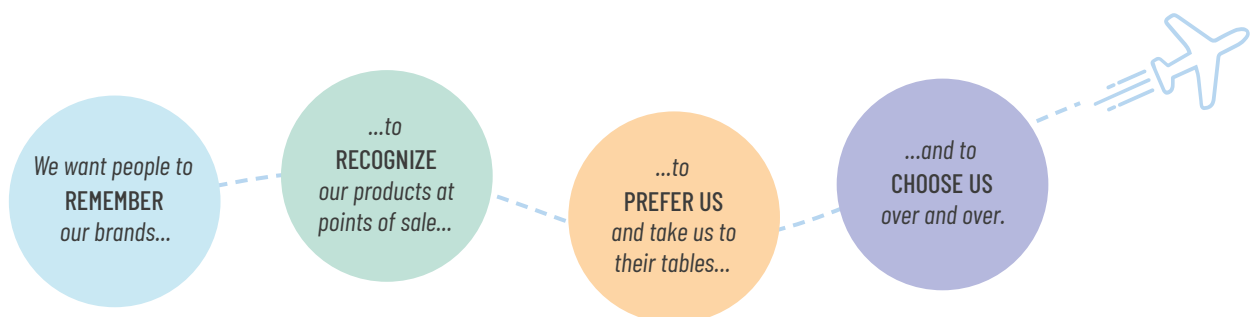 We want people to
REMEMBER
our brands...
...to
RECOGNIZE
our products at
points of sale...
...to
PREFER US
and take us to
their tables...
...and to
CHOOSE US
over and over.